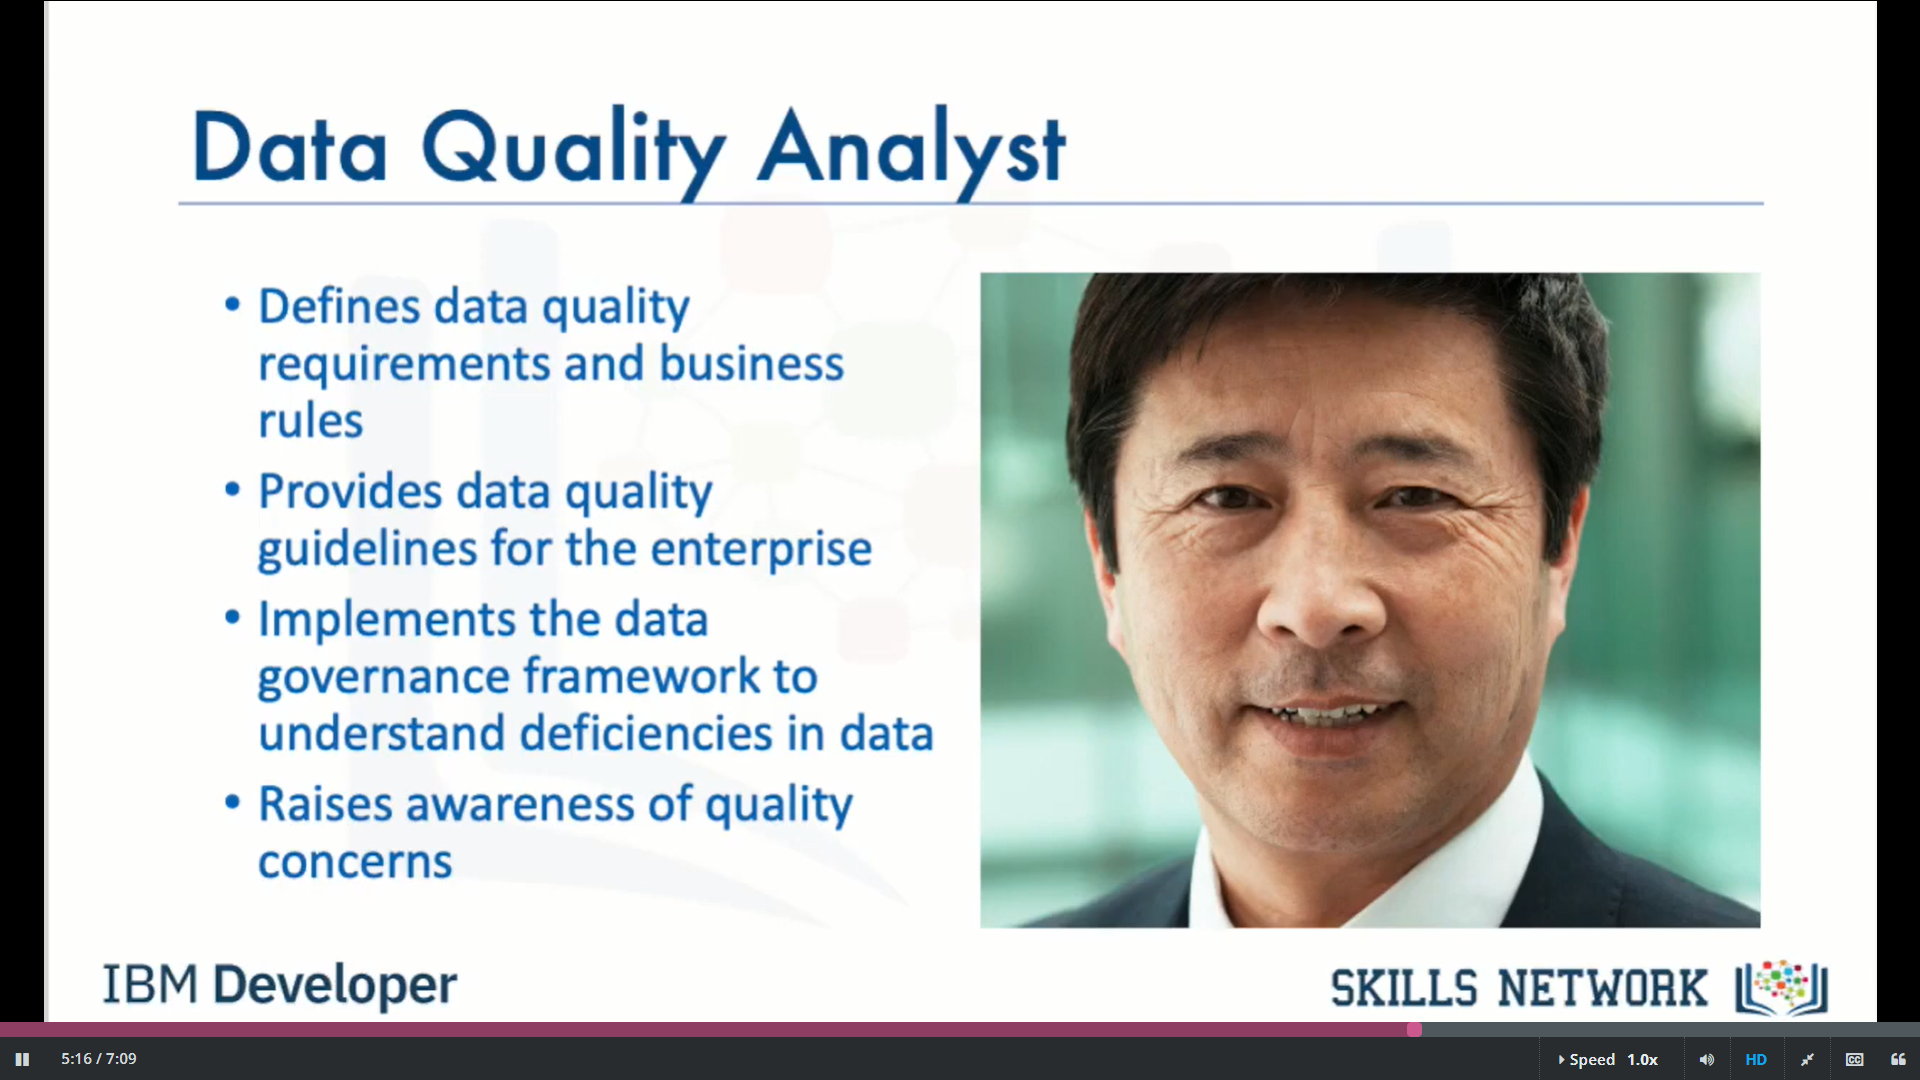 Data Quality Analyst
• Defines data quality
requirements and business
rules
• Provides data quality
guidelines for the enterprise
• Implements the data
governance framework to
understand deficiencies in data
• Raises awareness of quality
concerns
IBM Developer
SKILLS NETWORK
5:16 / 7:09
Speed 1.0x
HD
CC